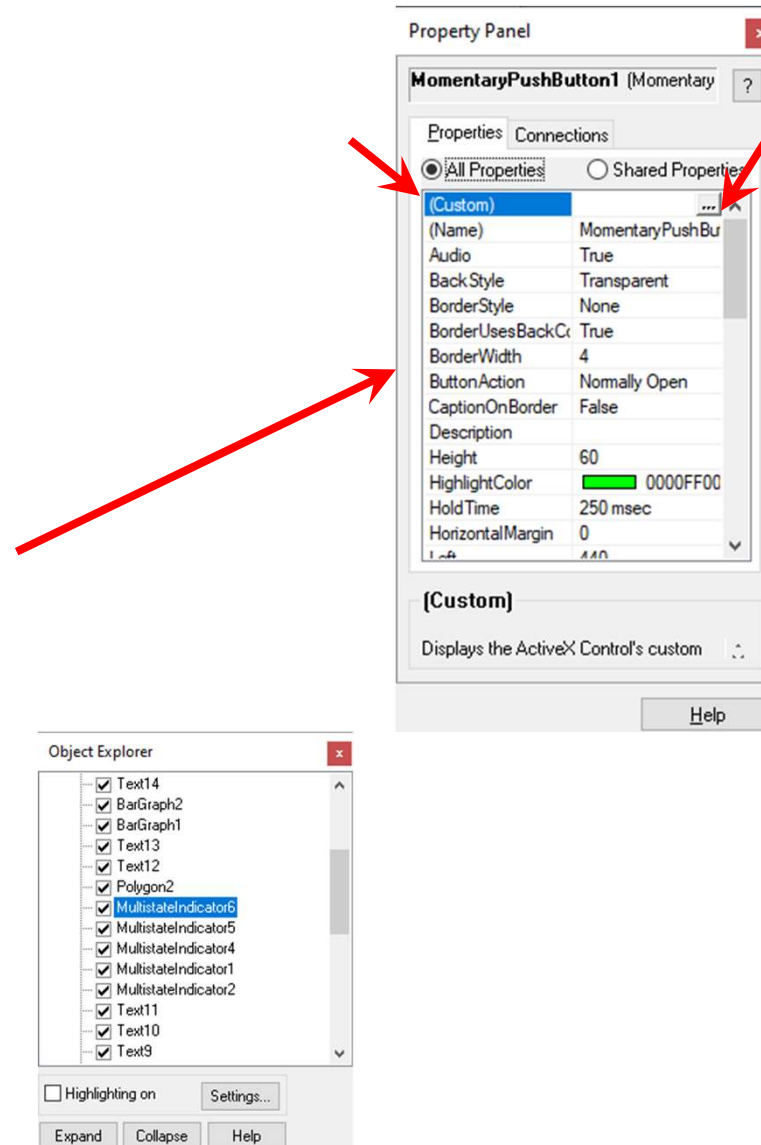 Property Panel
x
MomentaryPushButton1 (Momentary
?
Properties Connections
All Properties Shared Properties
(Custom) ...
(Name) MomentaryPushBu
Audio True
BackStyle Transparent
BorderStyle None
BorderUsesBackCo True
BorderWidth 4
ButtonAction Normally Open
CaptionOnBorder False
Description
Height 60
HighlightColor 0000FF00
HoldTime 250 msec
HorizontalMargin 0
Left 440
(Custom)
Displays the ActiveX Control's custom
Help
Object Explorer
x
Text14
BarGraph2
BarGraph1
Text13
Text12
Polygon2
MultistateIndicator6
MultistateIndicator5
MultistateIndicator4
MultistateIndicator1
MultistateIndicator2
Text11
Text10
Text9
Highlighting on Settings...
Expand Collapse Help